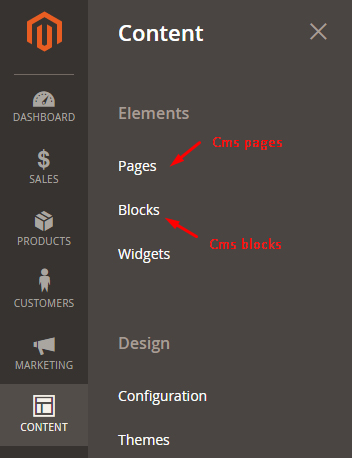 Content
DASHBOARD
SALES
PRODUCTS
CUSTOMERS
MARKETING
CONTENT
Elements
Cms pages
Pages
Blocks
Cms blocks
Widgets
Design
Configuration
Themes